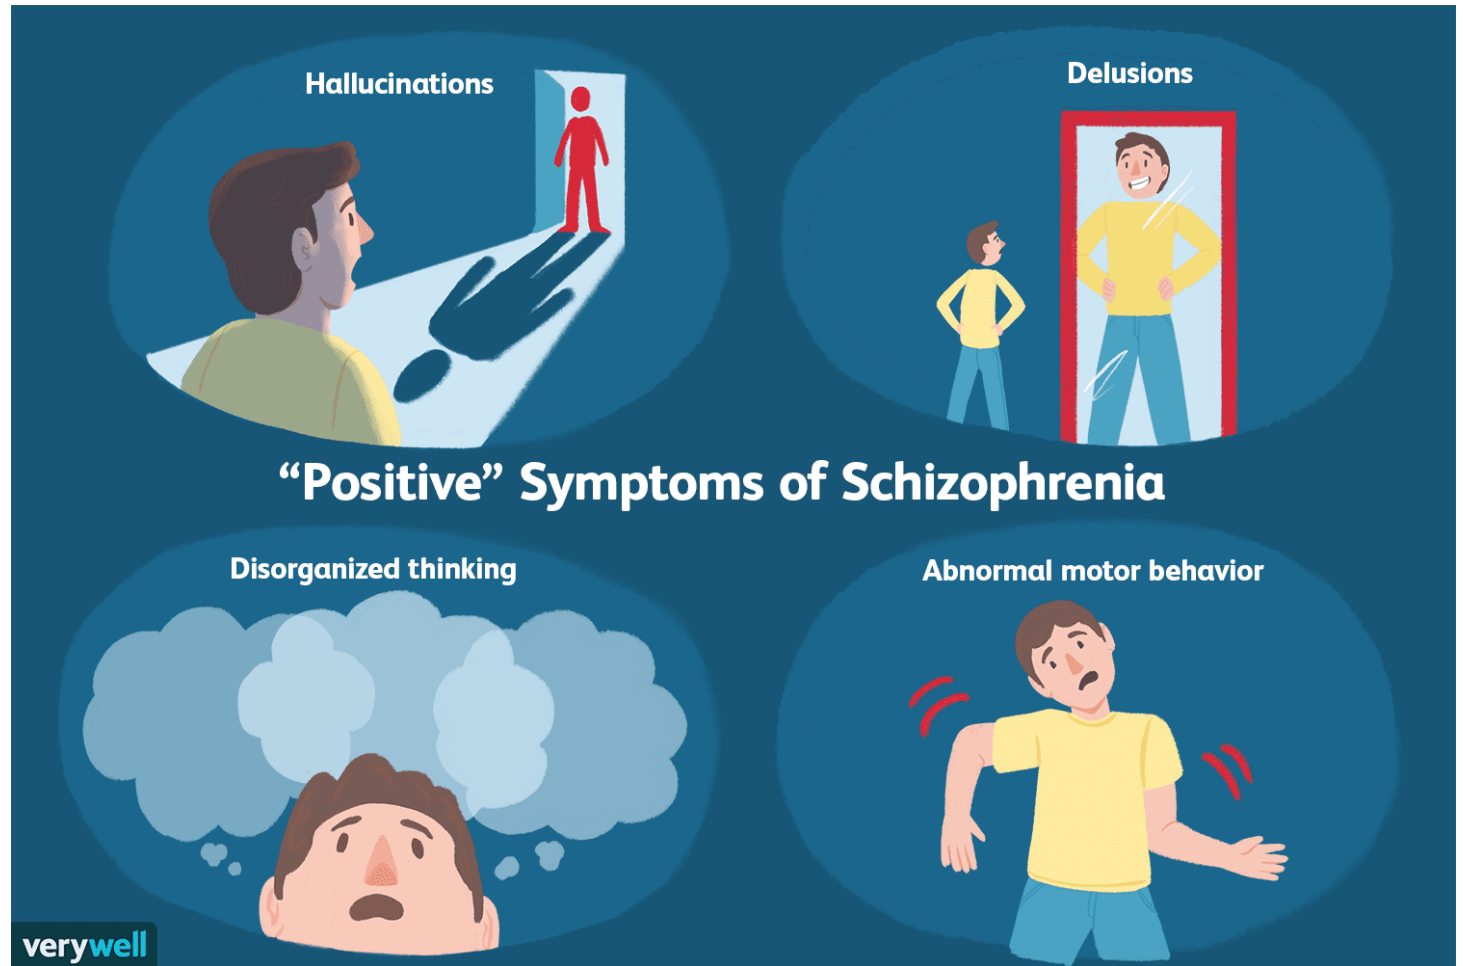 Hallucinations
Delusions
“Positive” Symptoms of Schizophrenia
Disorganized thinking
Abnormal motor behavior
verywell